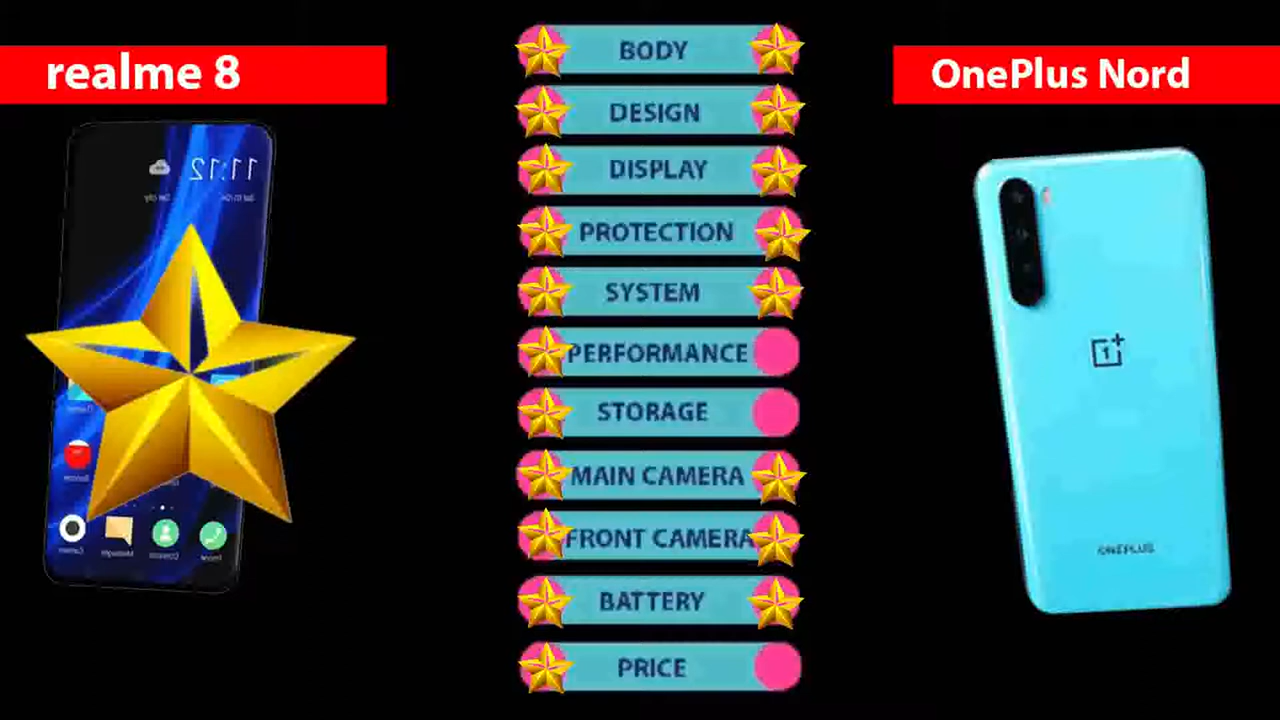 realme 8
OnePlus Nord
BODY
DESIGN
DISPLAY
PROTECTION
SYSTEM
PERFORMANCE
STORAGE
MAIN CAMERA
FRONT CAMERA
BATTERY
PRICE
11:12
ONEPLUS